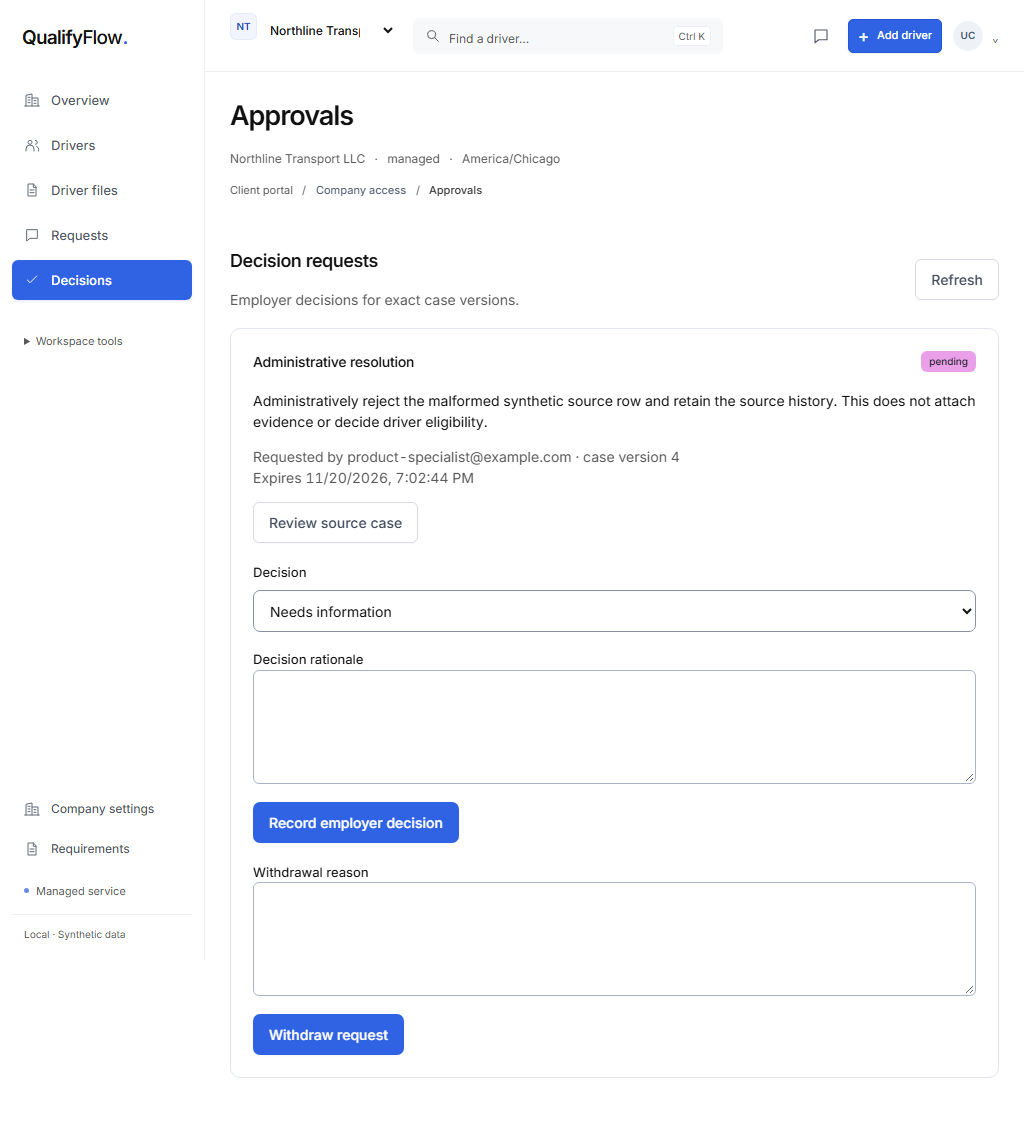 QualifyFlow.
NT
Northline Trans
Find a driver...
Ctrl K
+ Add driver
UC
Overview
Drivers
Driver files
Requests
Decisions
Workspace tools
Company settings
Requirements
Managed service
Local · Synthetic data
Approvals
Northline Transport LLC · managed · America/Chicago
Client portal / Company access / Approvals
Decision requests
Employer decisions for exact case versions.
Refresh
Administrative resolution
pending
Administratively reject the malformed synthetic source row and retain the source history. This does not attach
evidence or decide driver eligibility.
Requested by product-specialist@example.com · case version 4
Expires 11/20/2026, 7:02:44 PM
Review source case
Decision
Needs information
Decision rationale
Record employer decision
Withdrawal reason
Withdraw request